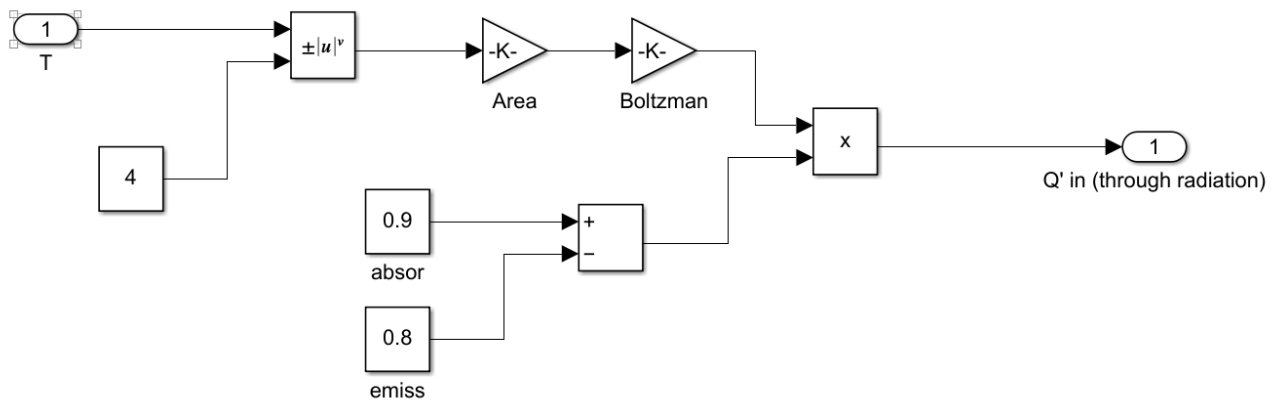 1
T
±|u|ᵛ
4
-K-
Area
-K-
Boltzman
x
1
Q' in (through radiation)
0.9
absor
+
−
0.8
emiss